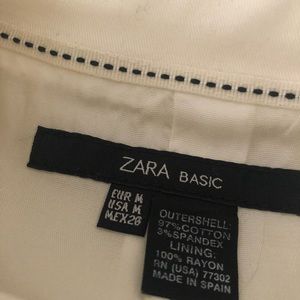 ZARA BASIC
EUR M
USA M
MEX 28
OUTERSHELL:
97% COTTON
3% SPANDEX
LINING:
100% RAYON
RN (USA) 77302
MADE IN SPAIN